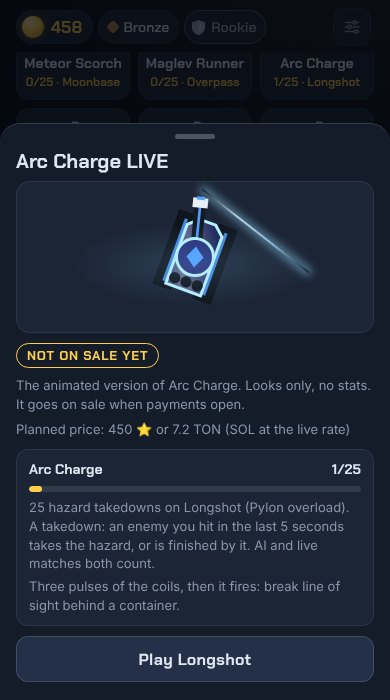 458
Bronze
Rookie
Meteor Scorch
Maglev Runner
Arc Charge
0/25 · Moonbase
0/25 · Overpass
1/25 · Longshot
Arc Charge LIVE
NOT ON SALE YET
The animated version of Arc Charge. Looks only, no stats.
It goes on sale when payments open.
Planned price: 450 ⭐ or 7.2 TON (SOL at the live rate)
Arc Charge 1/25
25 hazard takedowns on Longshot (Pylon overload).
A takedown: an enemy you hit in the last 5 seconds
takes the hazard, or is finished by it. AI and live
matches both count.
Three pulses of the coils, then it fires: break line of
sight behind a container.
Play Longshot